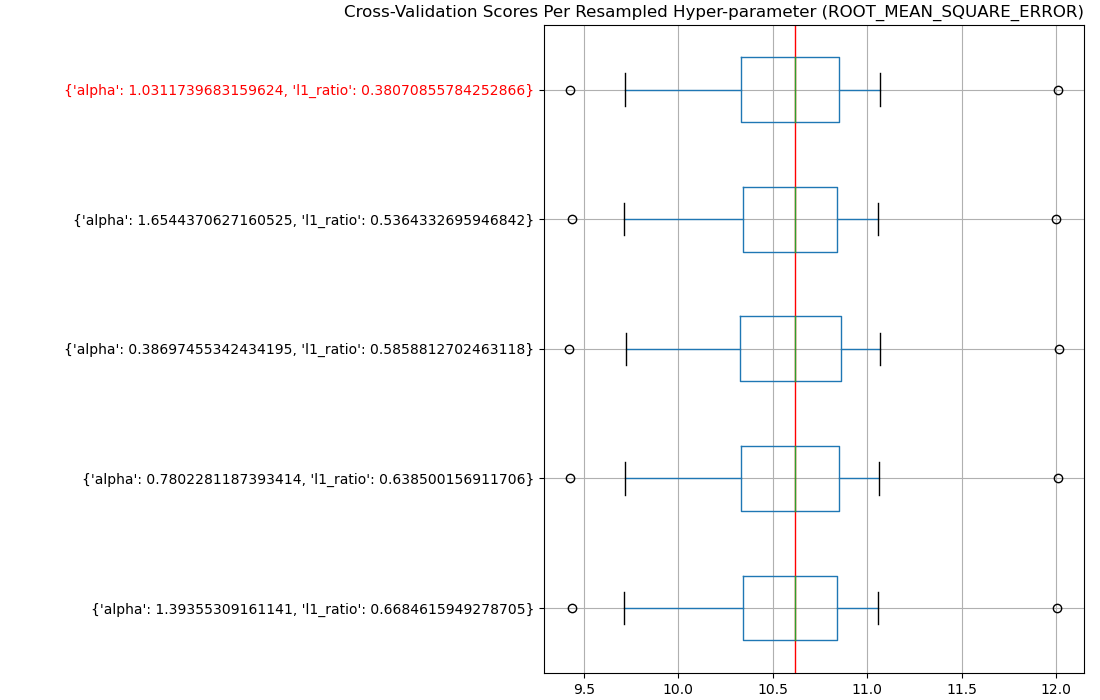 Cross-Validation Scores Per Resampled Hyper-parameter (ROOT_MEAN_SQUARE_ERROR)
{'alpha': 1.0311739683159624, 'l1_ratio': 0.38070855784252866}
{'alpha': 1.6544370627160525, 'l1_ratio': 0.5364332695946842}
{'alpha': 0.38697455342434195, 'l1_ratio': 0.5858812702463118}
{'alpha': 0.7802281187393414, 'l1_ratio': 0.638500156911706}
{'alpha': 1.39355309161141, 'l1_ratio': 0.6684615949278705}
9.5 10.0 10.5 11.0 11.5 12.0